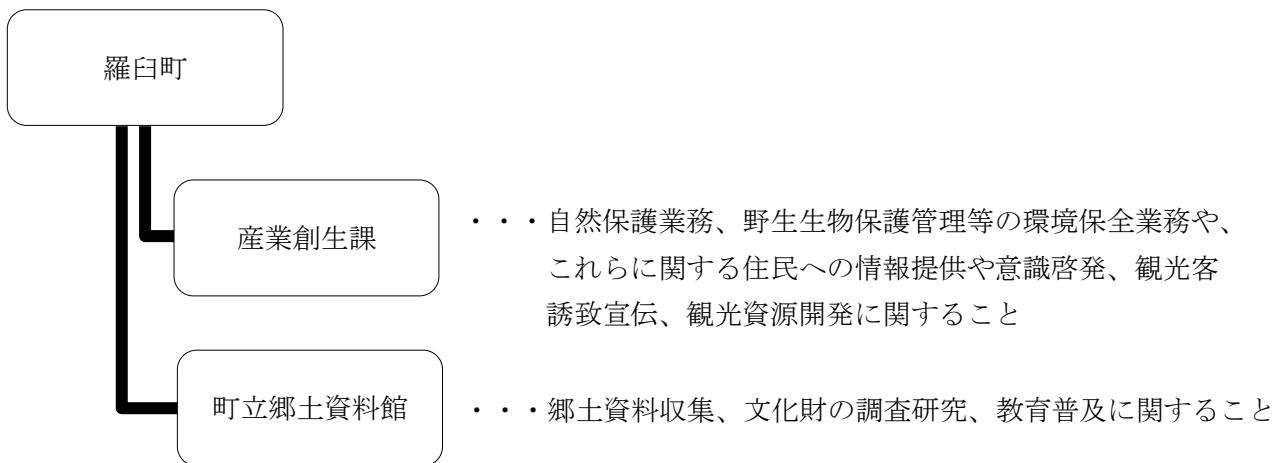 羅臼町
産業創生課
・・・自然保護業務、野生生物保護管理等の環境保全業務や、
これらに関する住民への情報提供や意識啓発、観光客
誘致宣伝、観光資源開発に関すること
町立郷土資料館
・・・郷土資料収集、文化財の調査研究、教育普及に関すること